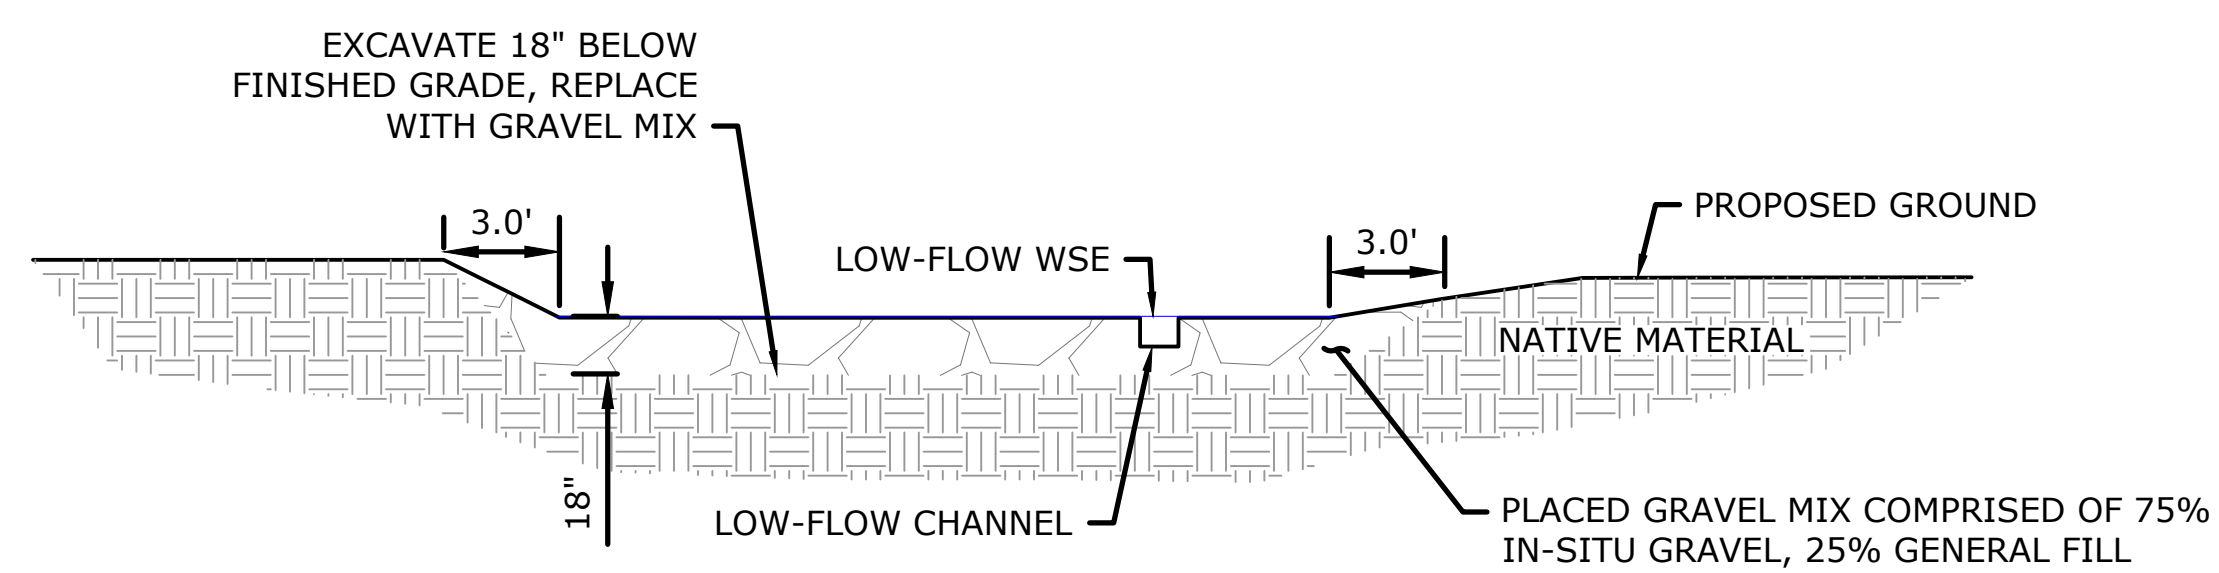 EXCAVATE 18" BELOW
FINISHED GRADE, REPLACE
WITH GRAVEL MIX
3.0'
LOW-FLOW WSE
3.0'
PROPOSED GROUND
NATIVE MATERIAL
18"
LOW-FLOW CHANNEL
PLACED GRAVEL MIX COMPRISED OF 75%
IN-SITU GRAVEL, 25% GENERAL FILL